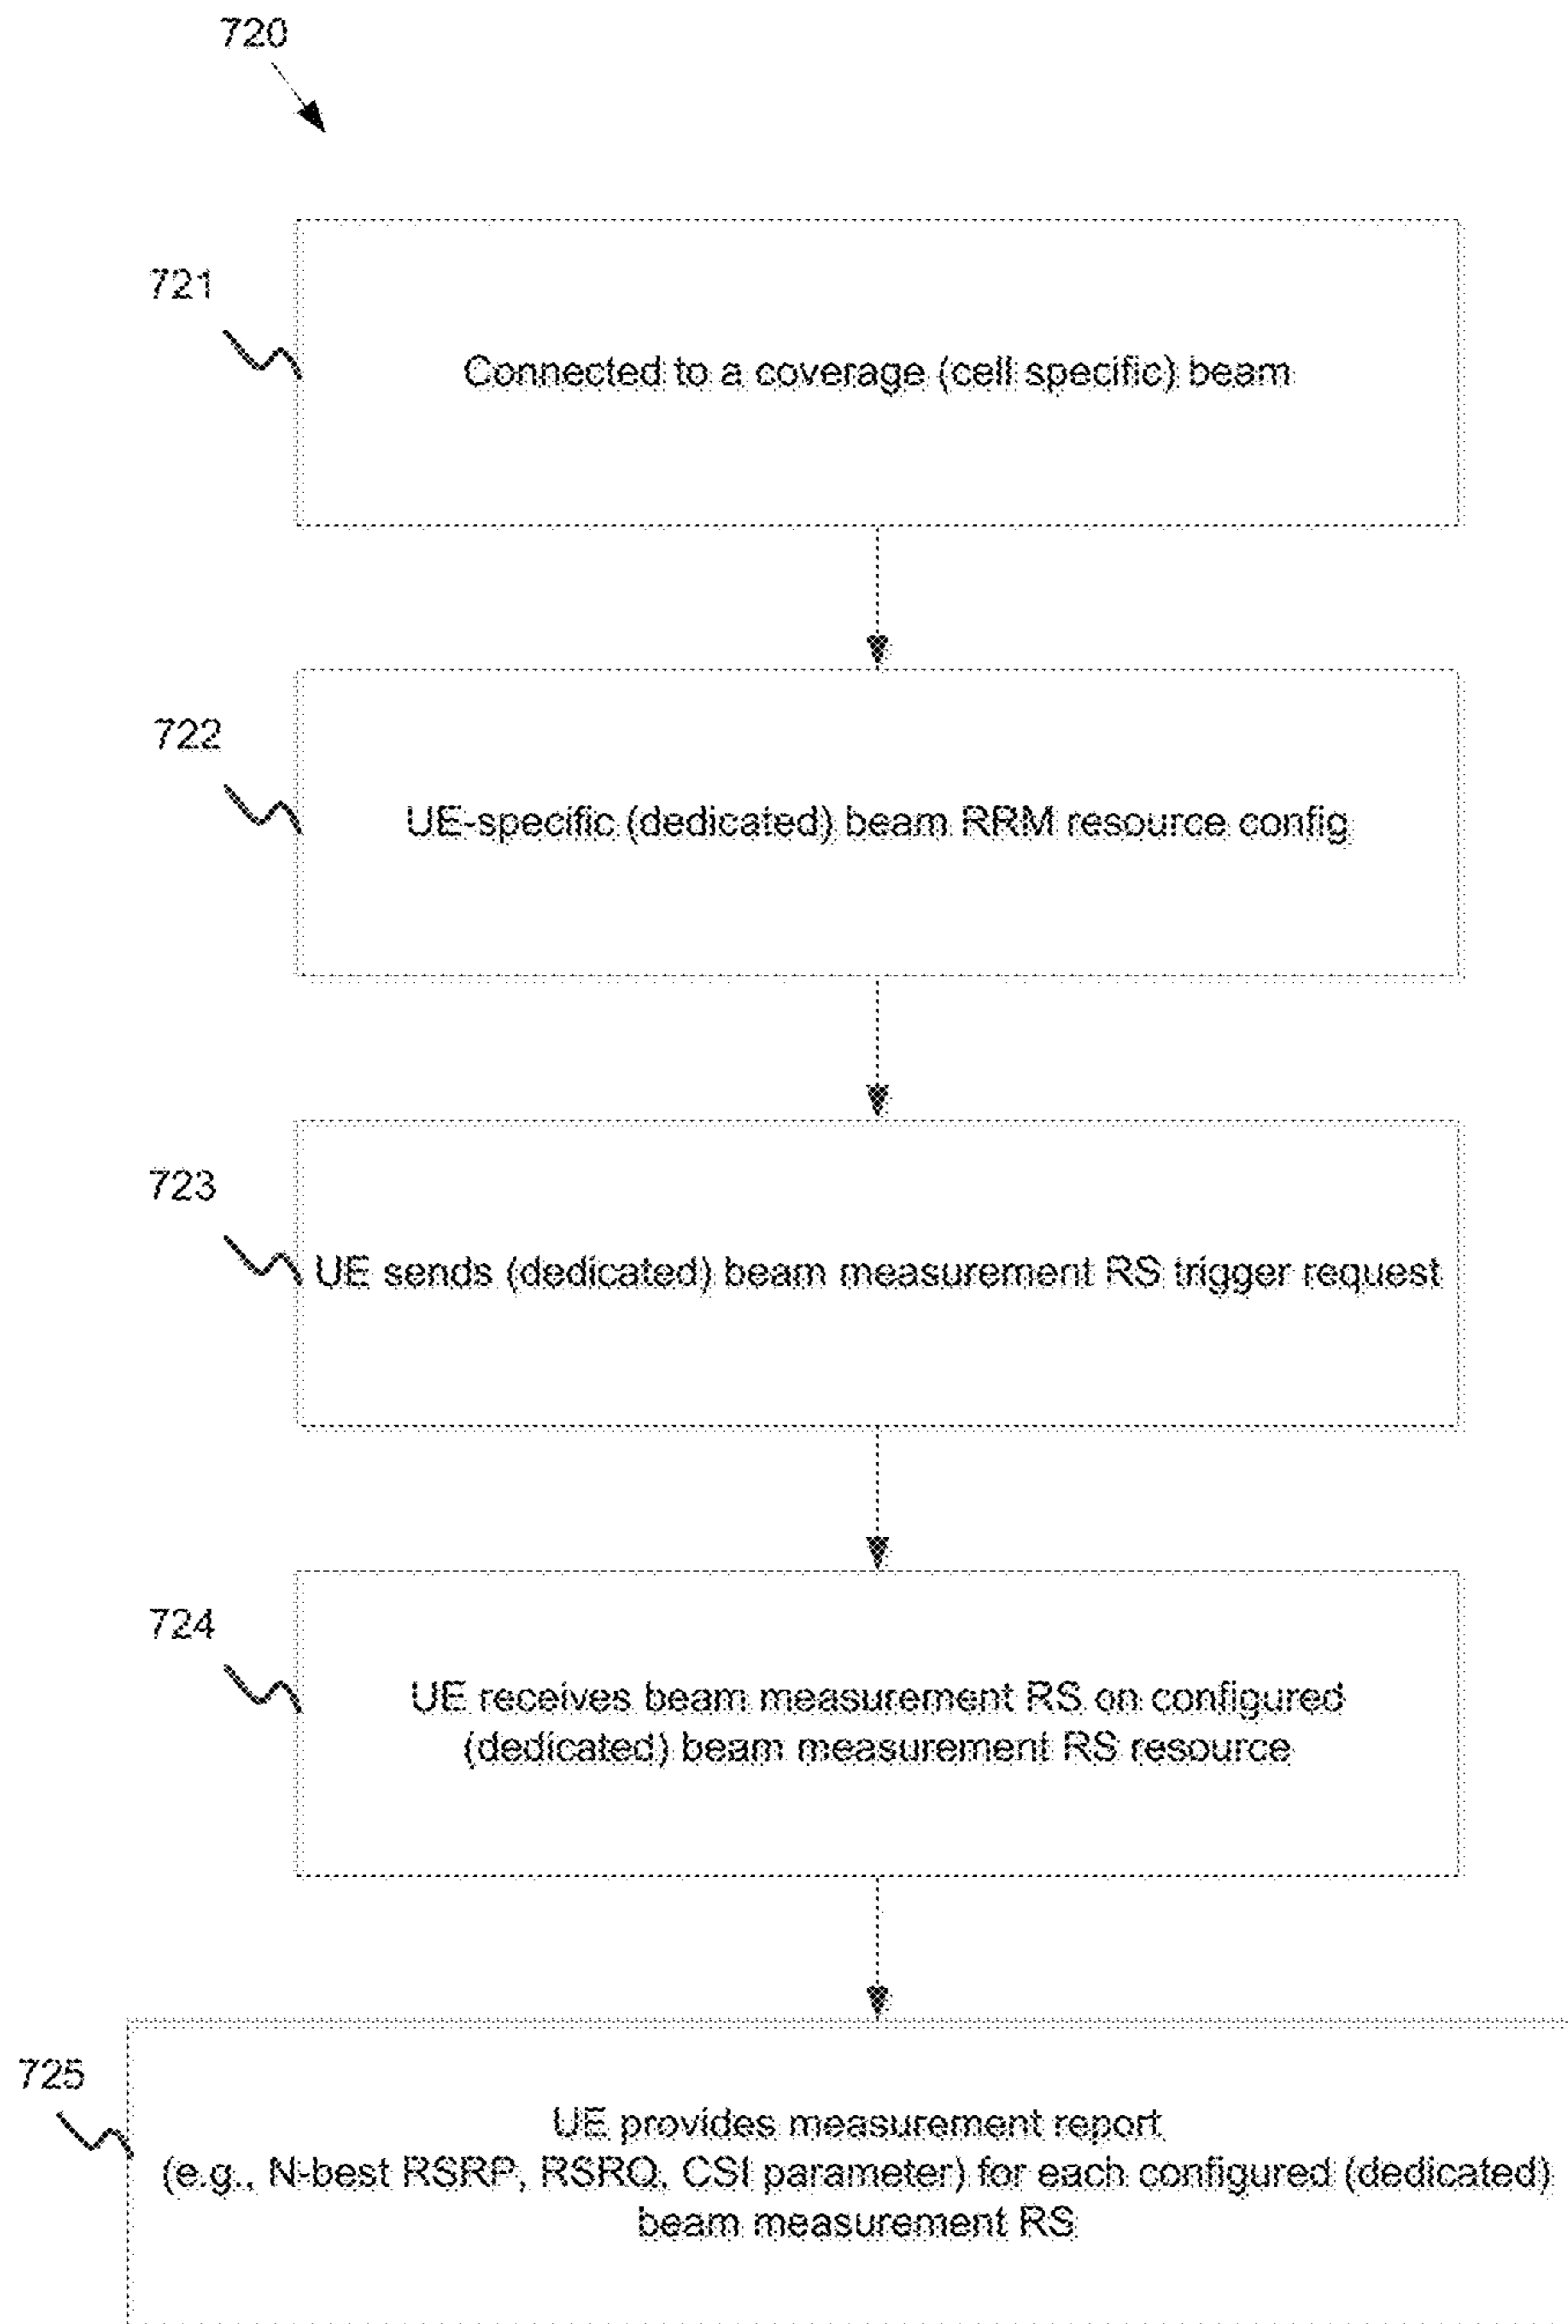 720
721
Connected to a coverage (cell specific) beam
722
UE-specific (dedicated) beam RRM resource config
723
UE sends (dedicated) beam measurement RS trigger request
724
UE receives beam measurement RS on configured
(dedicated) beam measurement RS resource
725
UE provides measurement report
(e.g., N-best RSRP, RSRQ, CSI parameter) for each configured (dedicated)
beam measurement RS